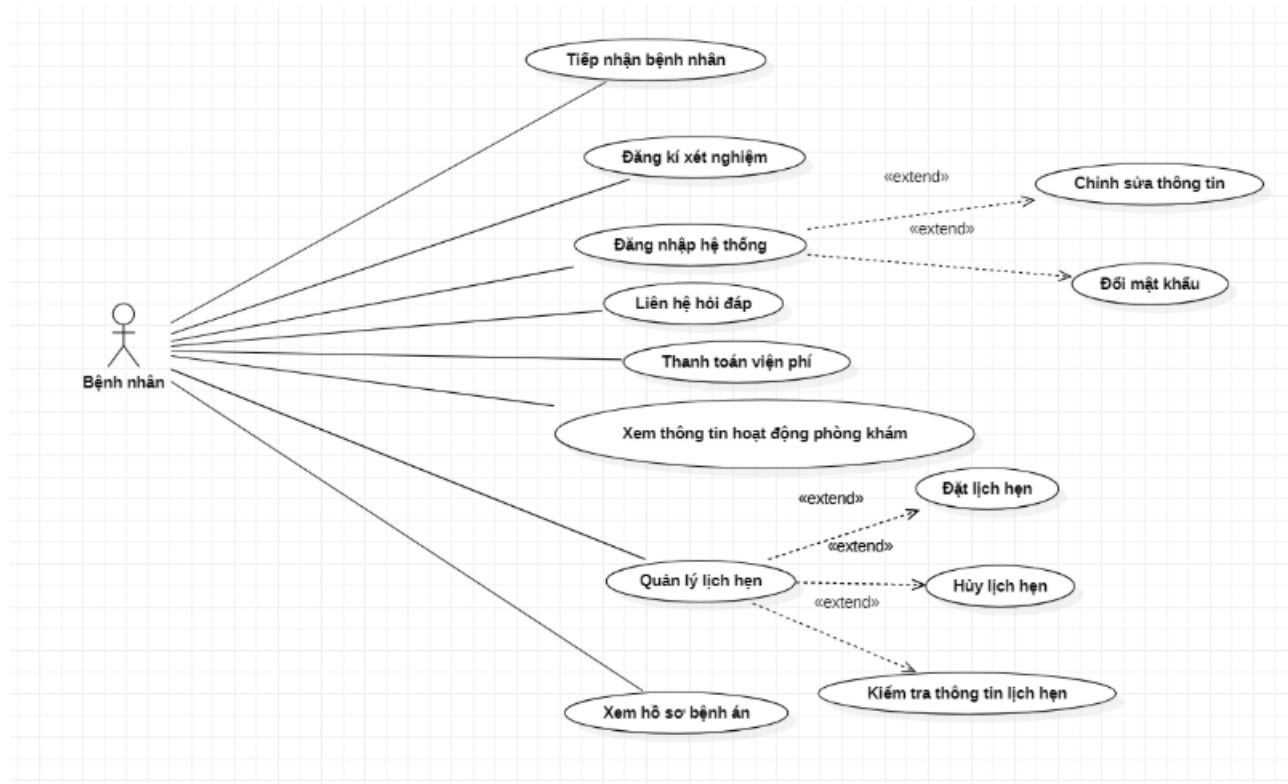 Tiếp nhận bệnh nhân
Đăng kí xét nghiệm
«extend»
Chỉnh sửa thông tin
«extend»
Đăng nhập hệ thống
Đổi mật khẩu
Liên hệ hỏi đáp
Thanh toán viện phí
Bệnh nhân
Xem thông tin hoạt động phòng khám
«extend»
Đặt lịch hẹn
«extend»
Quản lý lịch hẹn
Hủy lịch hẹn
«extend»
Kiểm tra thông tin lịch hẹn
Xem hồ sơ bệnh án